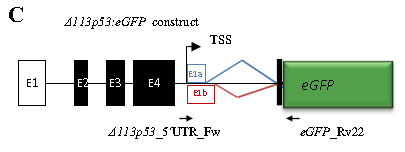 C
Δ113p53:eGFP construct
TSS
E1 E2 E3 E4 E1a eGFP
E1b
Δ113p53_5'UTR_Fw eGFP_Rv22